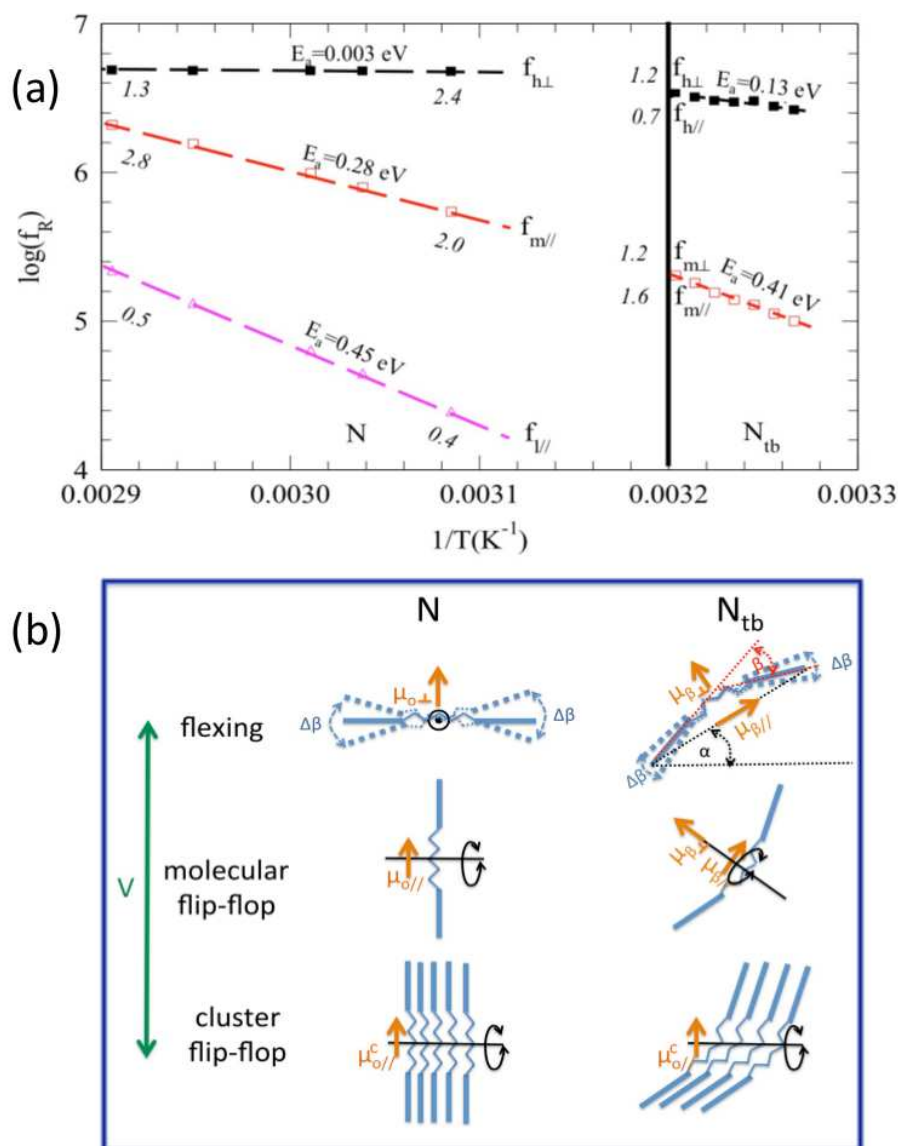 (a)
7
6
5
4
log(f_R)
E_a=0.003 eV
f_h⊥
1.3
2.4
E_a=0.28 eV
2.8
2.0
f_m//
E_a=0.45 eV
0.5
0.4
f_l//
N
1.2
f_h⊥
E_a=0.13 eV
0.7
f_h//
1.2
f_m⊥
E_a=0.41 eV
1.6
f_m//
N_tb
0.0029 0.0030 0.0031 0.0032 0.0033
1/T(K⁻¹)
(b)
N N_tb
flexing
Δβ
μ_o⊥
Δβ
μ_β⊥
β
Δβ
μ_β//
α
Δβ
V
molecular
flip-flop
μ_o//
μ_β⊥
μ_β//
cluster
flip-flop
μ^c_o//
μ^c_o//